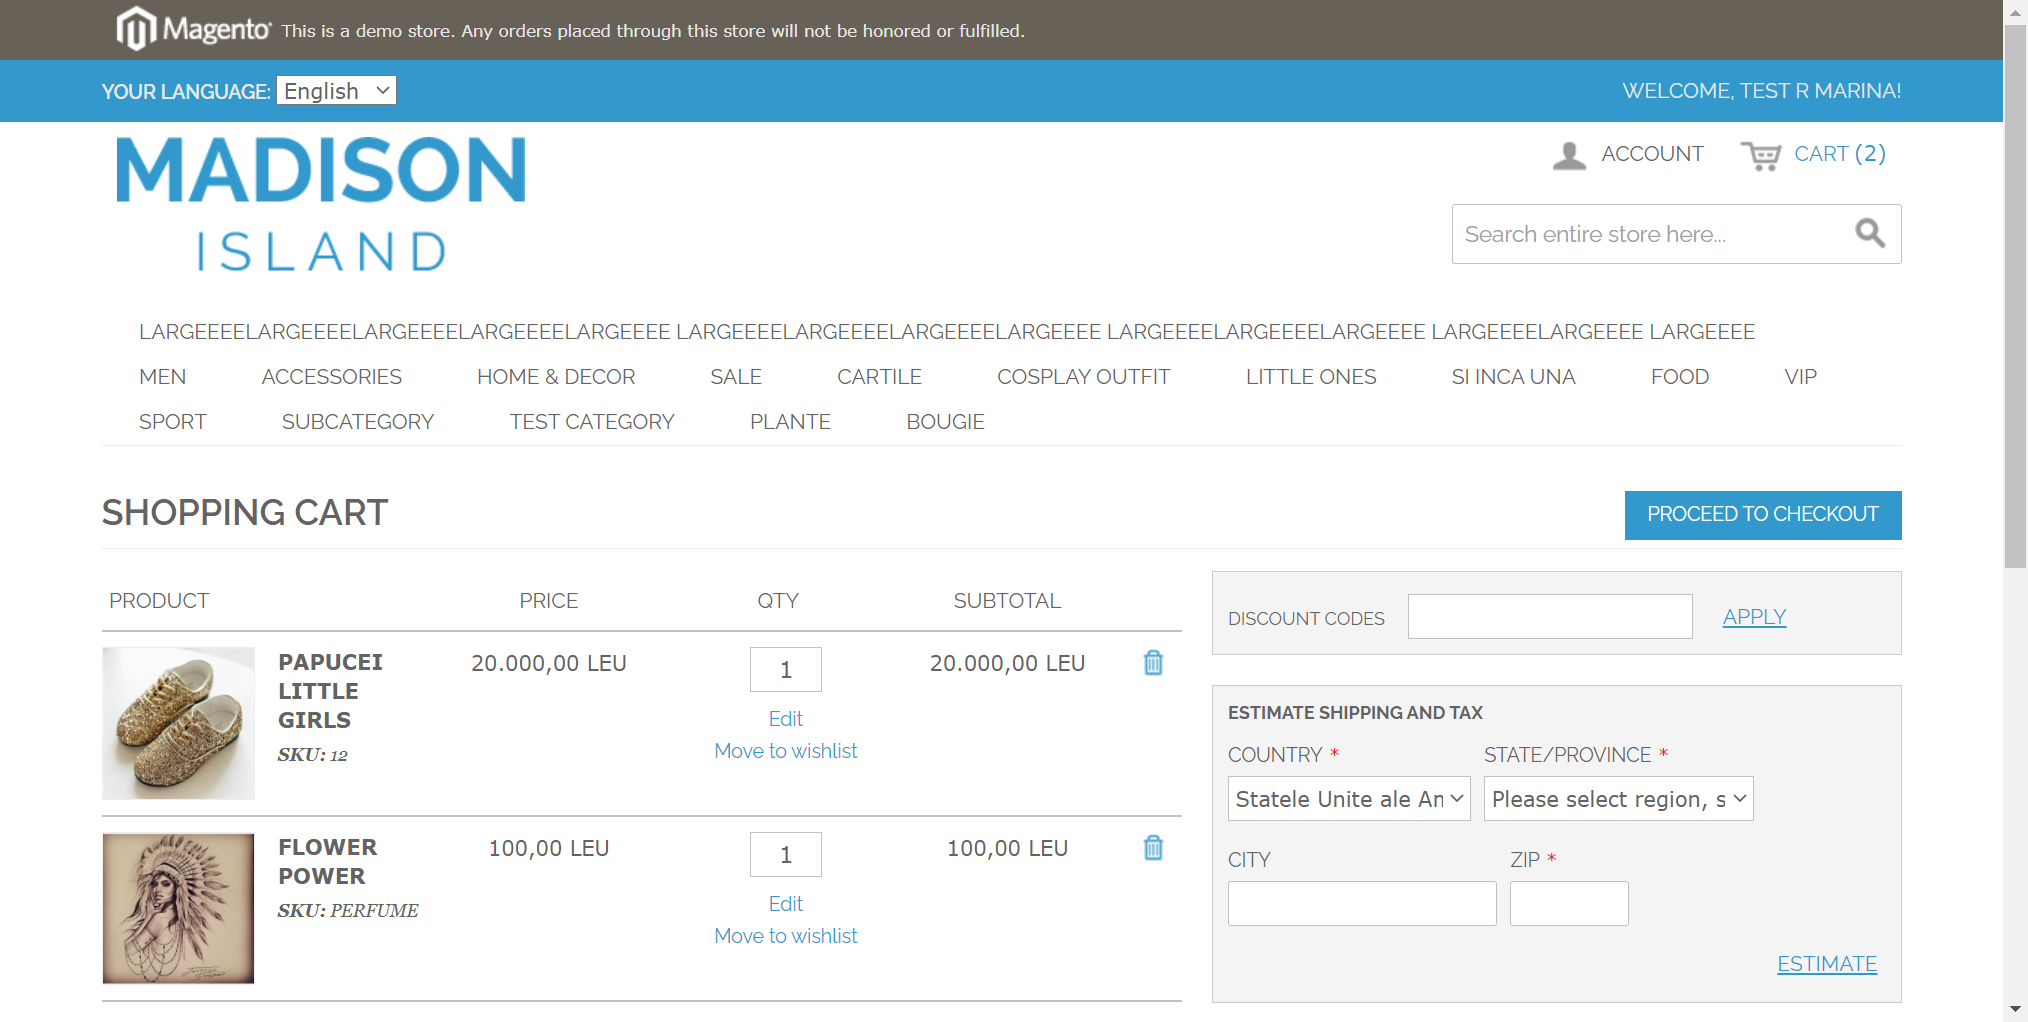 Magento® This is a demo store. Any orders placed through this store will not be honored or fulfilled.
YOUR LANGUAGE: English
WELCOME, TEST R MARINA!
MADISON
ISLAND
ACCOUNT
CART (2)
Search entire store here...
LARGEEEELARGEEEELARGEEEELARGEEEELARGEEEE LARGEEEELARGEEEELARGEEEELARGEEEE LARGEEEELARGEEEELARGEEEE LARGEEEELARGEEEE LARGEEEE
MEN ACCESSORIES HOME & DECOR SALE CARTILE COSPLAY OUTFIT LITTLE ONES SI INCA UNA FOOD VIP
SPORT SUBCATEGORY TEST CATEGORY PLANTE BOUGIE
SHOPPING CART
PROCEED TO CHECKOUT
PRODUCT PRICE QTY SUBTOTAL
PAPUCEI
LITTLE
GIRLS
SKU: 12
20.000,00 LEU
1
Edit
Move to wishlist
20.000,00 LEU
FLOWER
POWER
SKU: PERFUME
100,00 LEU
1
Edit
Move to wishlist
100,00 LEU
DISCOUNT CODES
APPLY
ESTIMATE SHIPPING AND TAX
COUNTRY * STATE/PROVINCE *
Statele Unite ale Am Please select region, s
CITY ZIP *
ESTIMATE